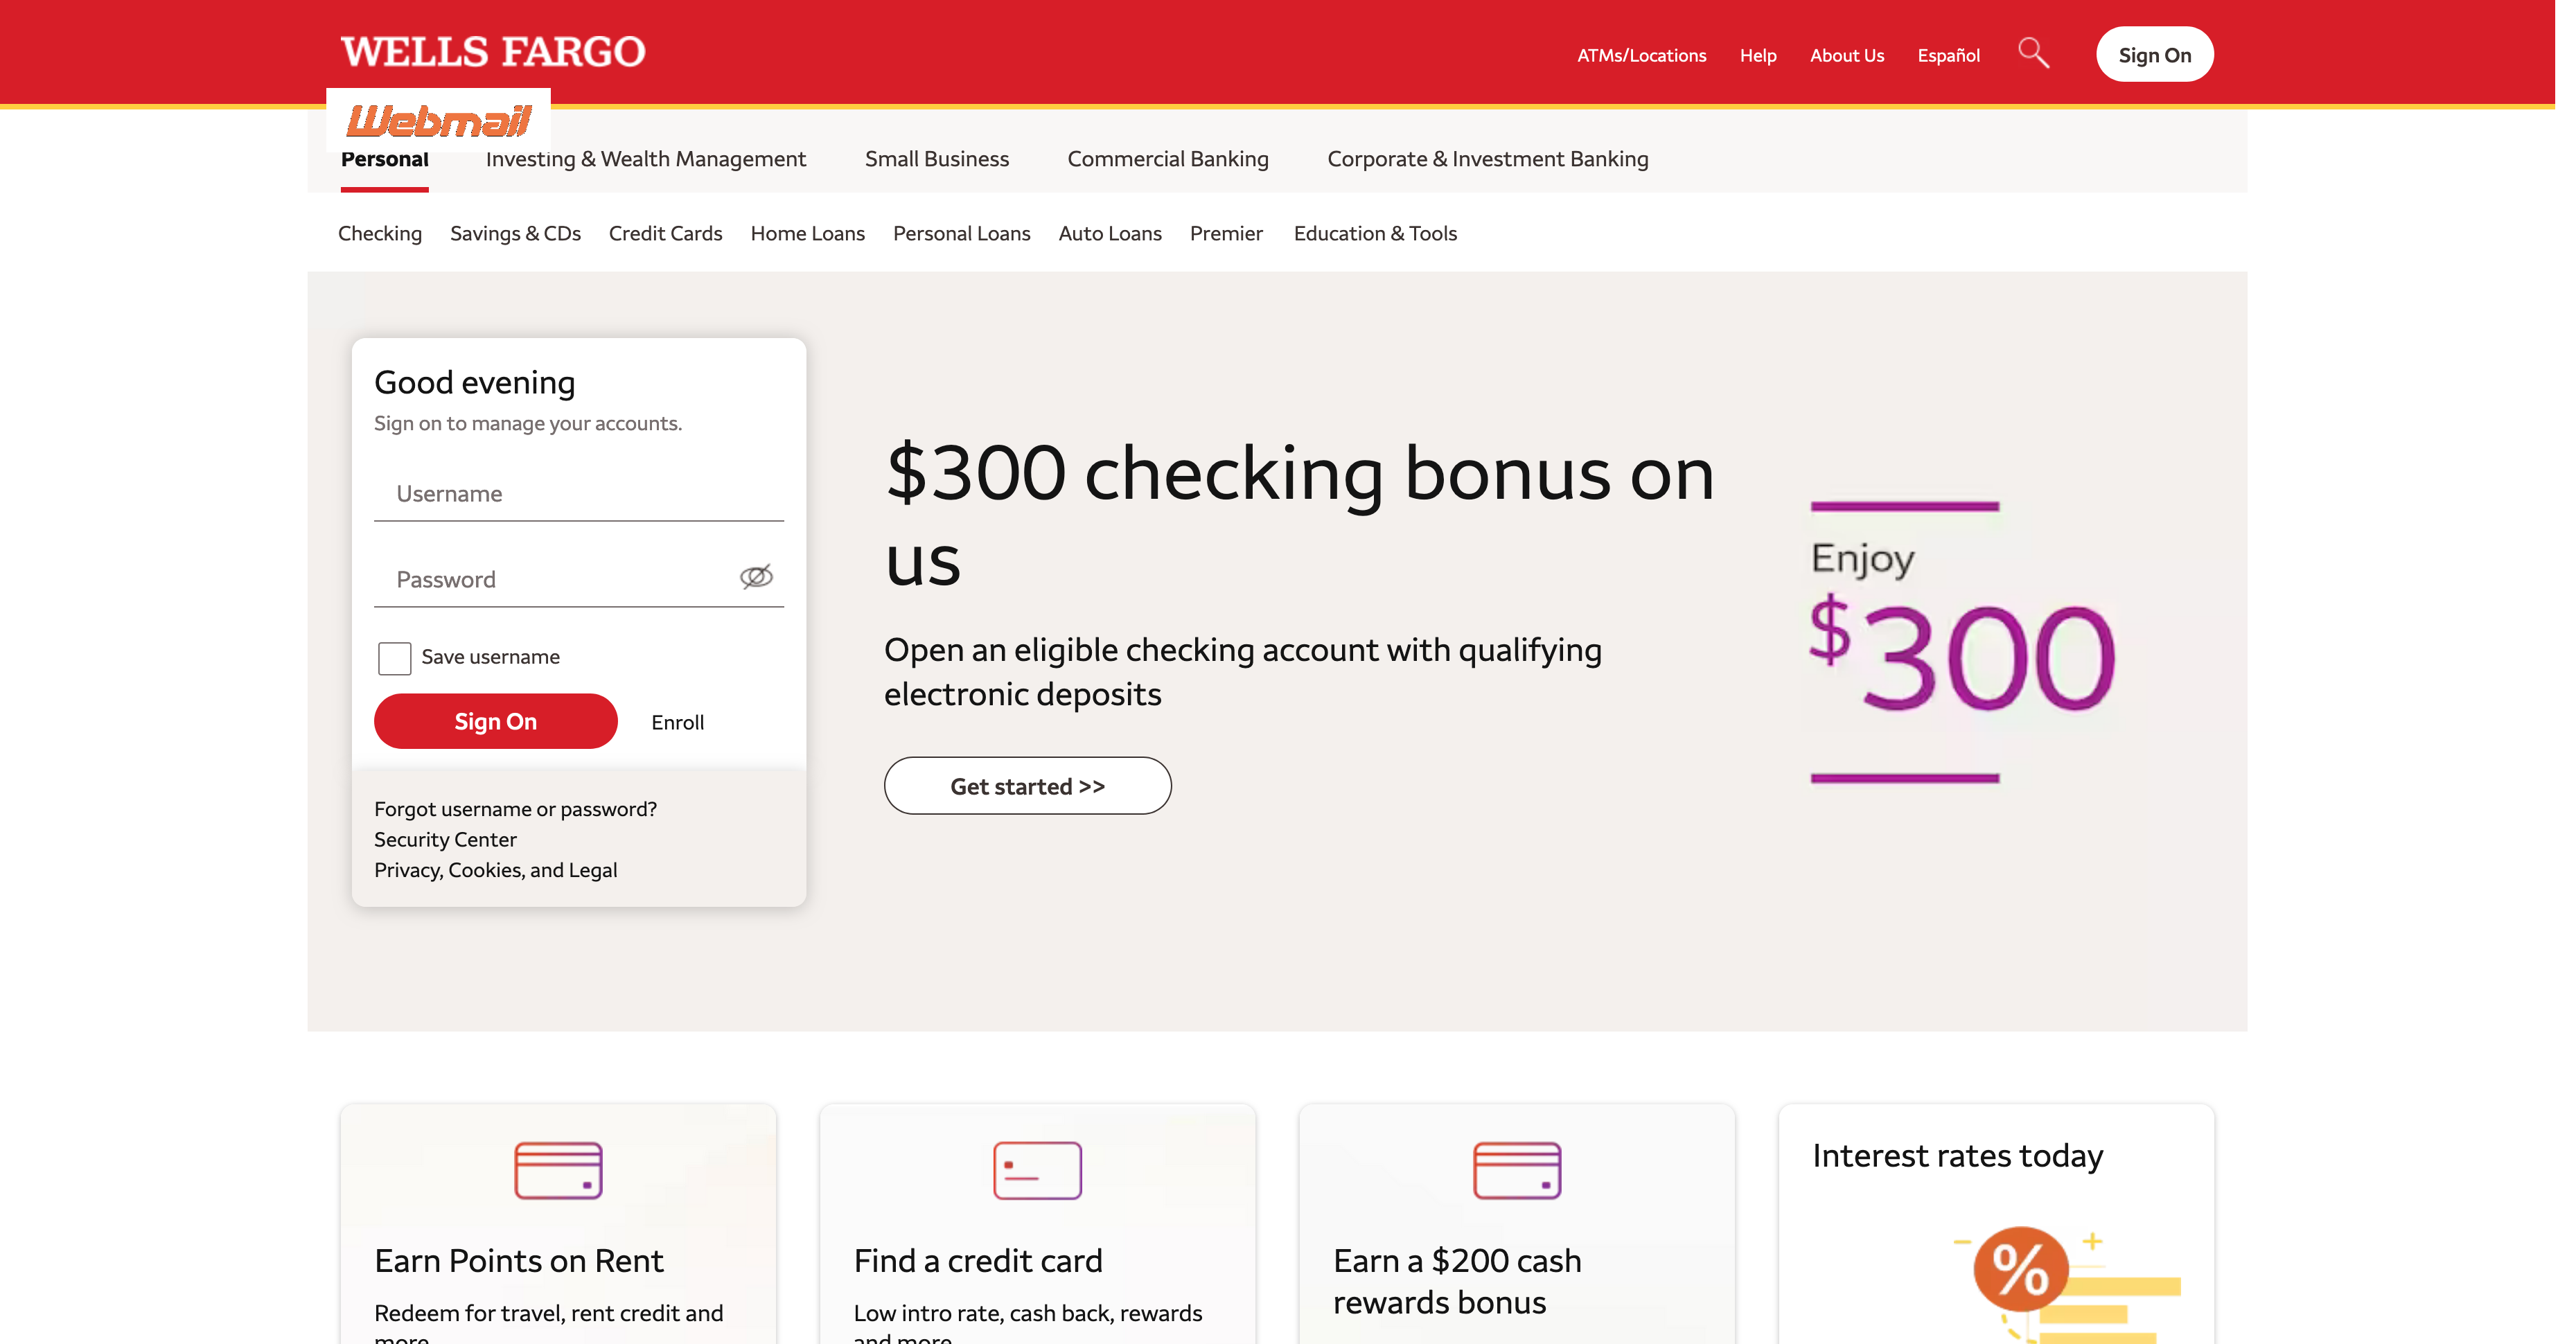 WELLS FARGO
ATMs/Locations Help About Us Español Sign On
Webmail
Personal Investing & Wealth Management Small Business Commercial Banking Corporate & Investment Banking
Checking Savings & CDs Credit Cards Home Loans Personal Loans Auto Loans Premier Education & Tools
Good evening
Sign on to manage your accounts.
Username
Password
Save username
Sign On Enroll
Forgot username or password?
Security Center
Privacy, Cookies, and Legal
$300 checking bonus on
us
Open an eligible checking account with qualifying
electronic deposits
Get started >>
Enjoy
$300
Earn Points on Rent
Redeem for travel, rent credit and
more
Find a credit card
Low intro rate, cash back, rewards
and more
Earn a $200 cash
rewards bonus
Interest rates today
%